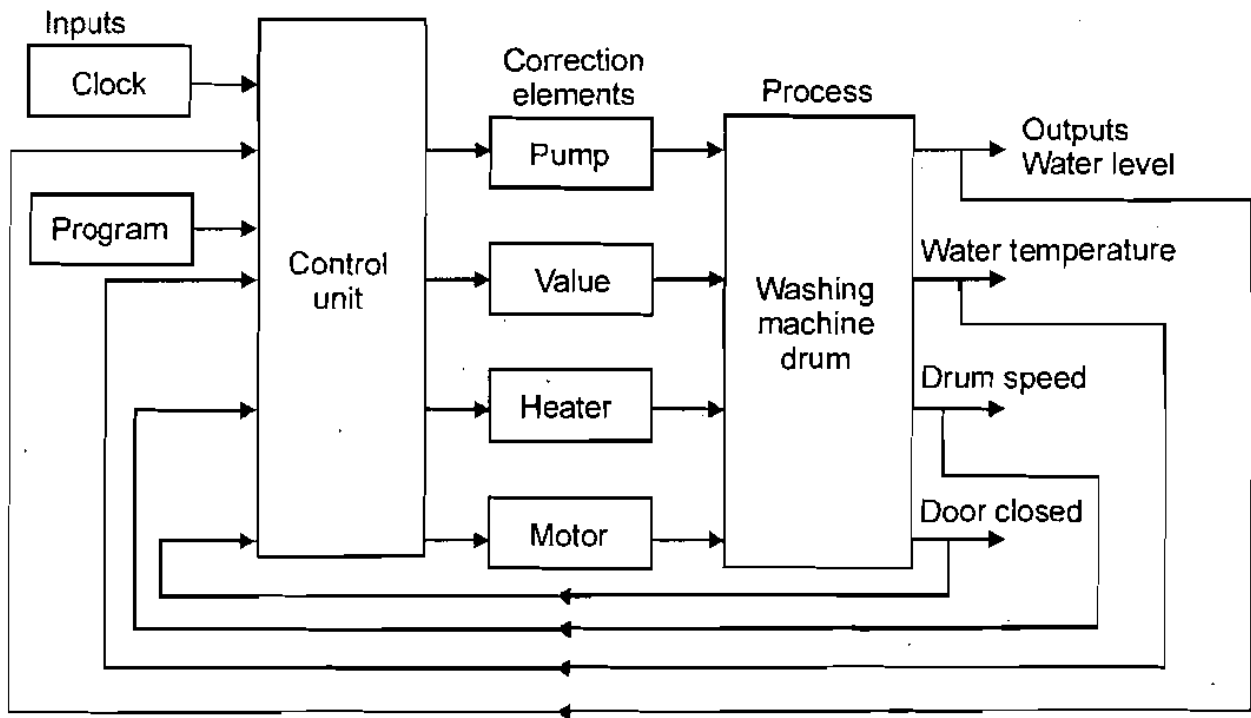 Inputs
Clock
Program
Control
unit
Correction
elements
Pump
Value
Heater
Motor
Process
Washing
machine
drum
Outputs
Water level
Water temperature
Drum speed
Door closed